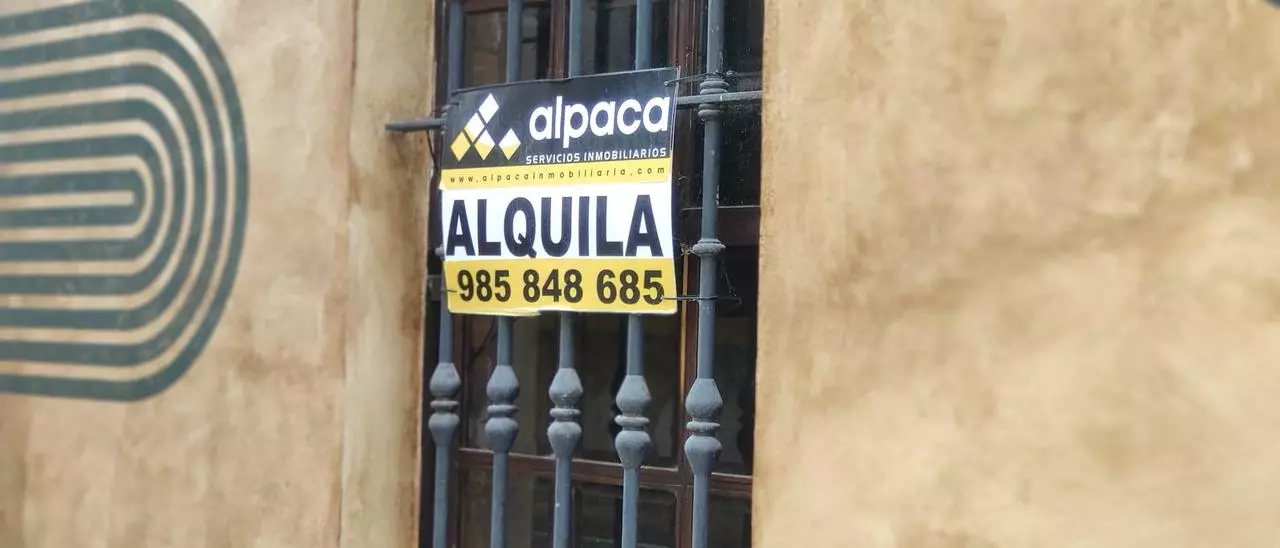 alpaca
SERVICIOS INMOBILIARIOS
www.alpacainmobiliaria.com
ALQUILA
985 848 685